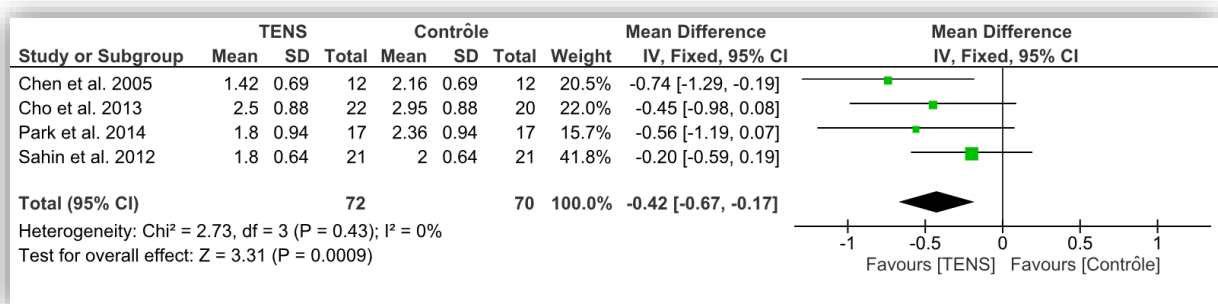 TENS Contrôle Mean Difference Mean Difference
Study or Subgroup Mean SD Total Mean SD Total Weight IV, Fixed, 95% CI IV, Fixed, 95% CI
Chen et al. 2005 1.42 0.69 12 2.16 0.69 12 20.5% -0.74 [-1.29, -0.19]
Cho et al. 2013 2.5 0.88 22 2.95 0.88 20 22.0% -0.45 [-0.98, 0.08]
Park et al. 2014 1.8 0.94 17 2.36 0.94 17 15.7% -0.56 [-1.19, 0.07]
Sahin et al. 2012 1.8 0.64 21 2 0.64 21 41.8% -0.20 [-0.59, 0.19]
Total (95% CI) 72 70 100.0% -0.42 [-0.67, -0.17]
Heterogeneity: Chi² = 2.73, df = 3 (P = 0.43); I² = 0%
Test for overall effect: Z = 3.31 (P = 0.0009)
-1 -0.5 0 0.5 1
Favours [TENS] Favours [Contrôle]